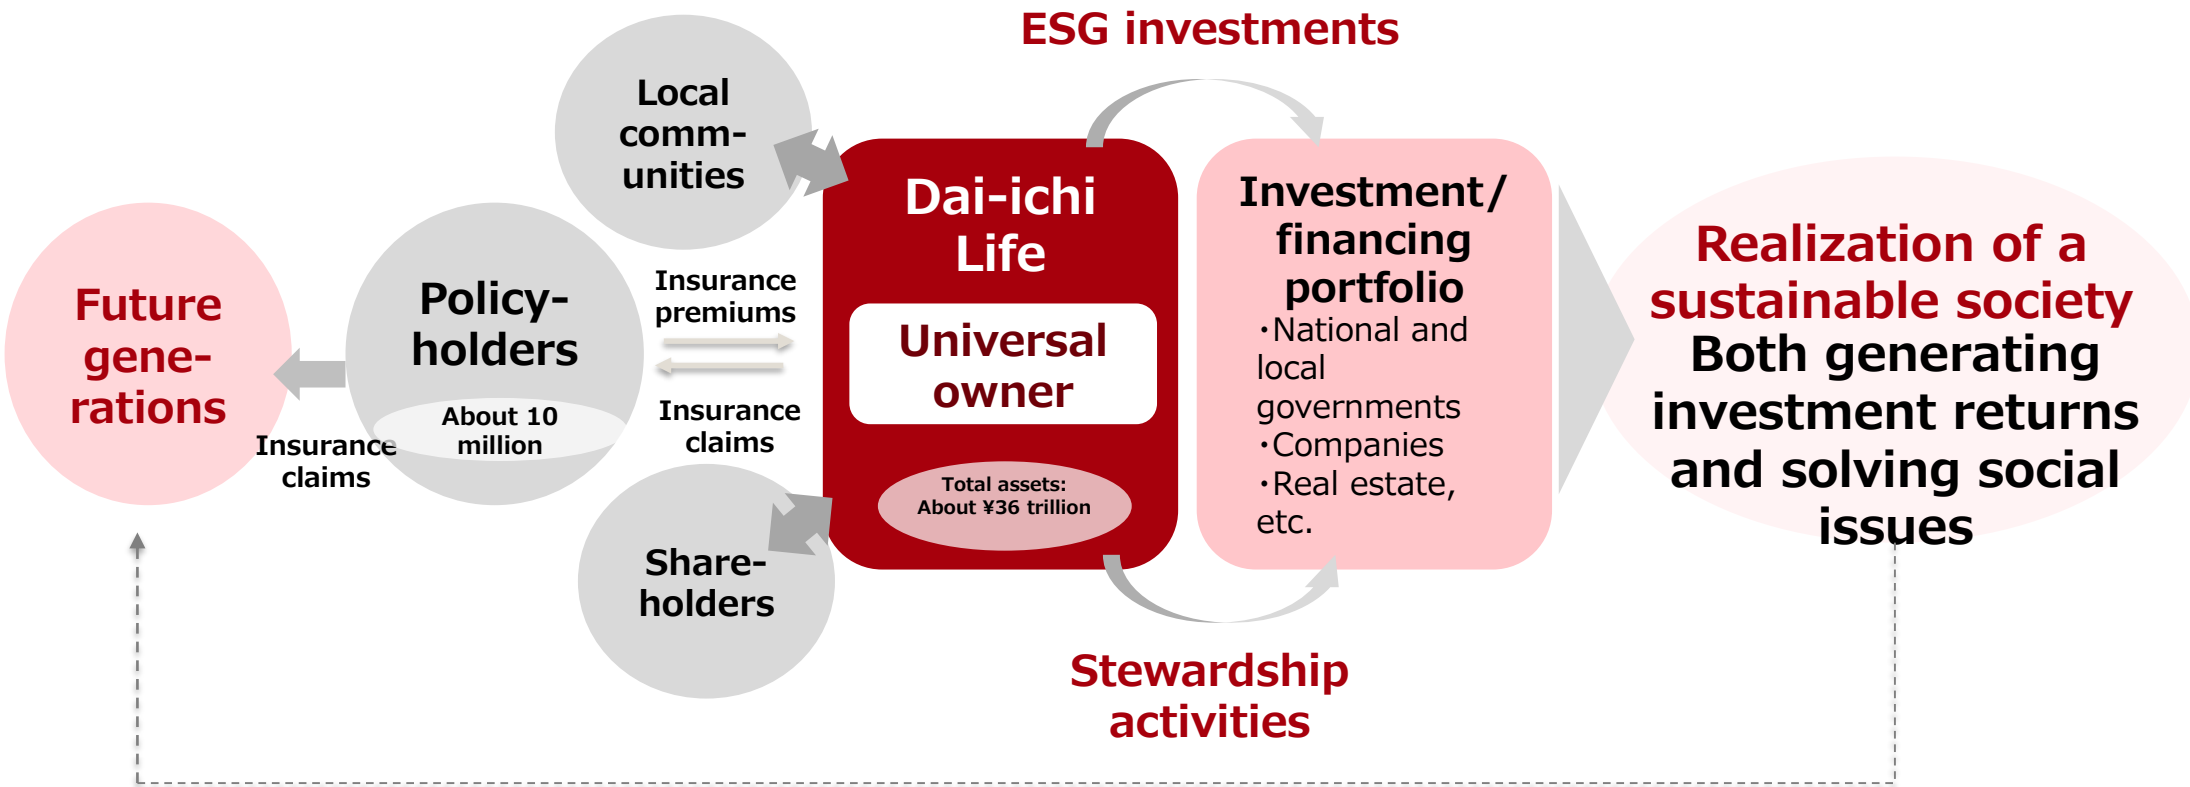 ESG investments
Local
comm-
unities
Future
gene-
rations
Policy-
holders
About 10
million
Insurance
claims
Insurance
premiums
Insurance
claims
Share-
holders
Dai-ichi
Life
Universal
owner
Total assets:
About ¥36 trillion
Investment/
financing
portfolio
・National and
local
governments
・Companies
・Real estate,
etc.
Stewardship
activities
Realization of a
sustainable society
Both generating
investment returns
and solving social
issues